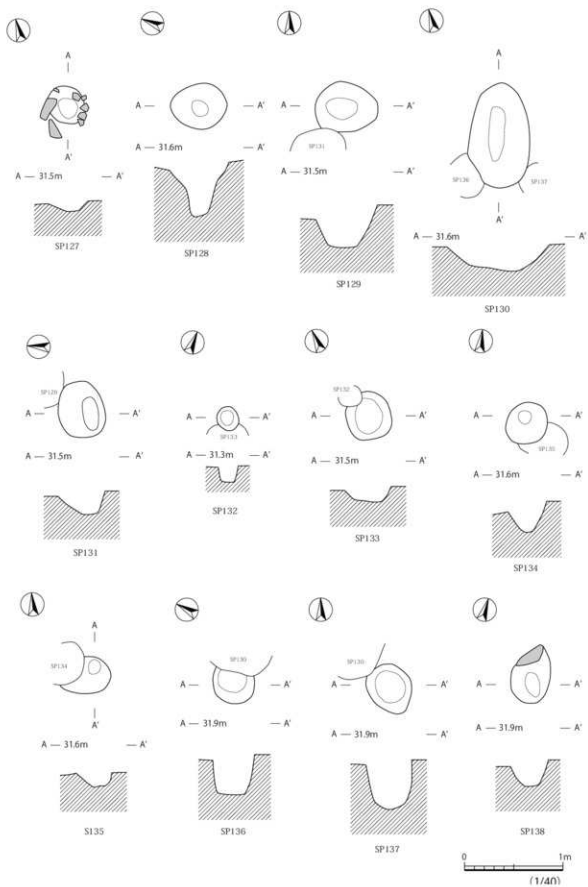 A
A'
A — 31.5m — A'
SP127
A — — A'
A — 31.6m — A'
SP128
A — — A'
SP131
A — 31.5m — A'
SP129
A
SP136
SP137
A'
A — 31.6m — A'
SP130
SP129
A — — A'
A — 31.5m — A'
SP131
A — — A'
SP133
A — 31.3m — A'
SP132
SP132
A — — A'
A — 31.5m — A'
SP133
A — — A'
SP135
A — 31.6m — A'
SP134
A
SP134
A'
A — 31.6m — A'
S135
SP130
A — — A'
A — 31.9m — A'
SP136
SP130
A — — A'
A — 31.9m — A'
SP137
A — — A'
A — 31.9m — A'
SP138
0 1m
(1/40)